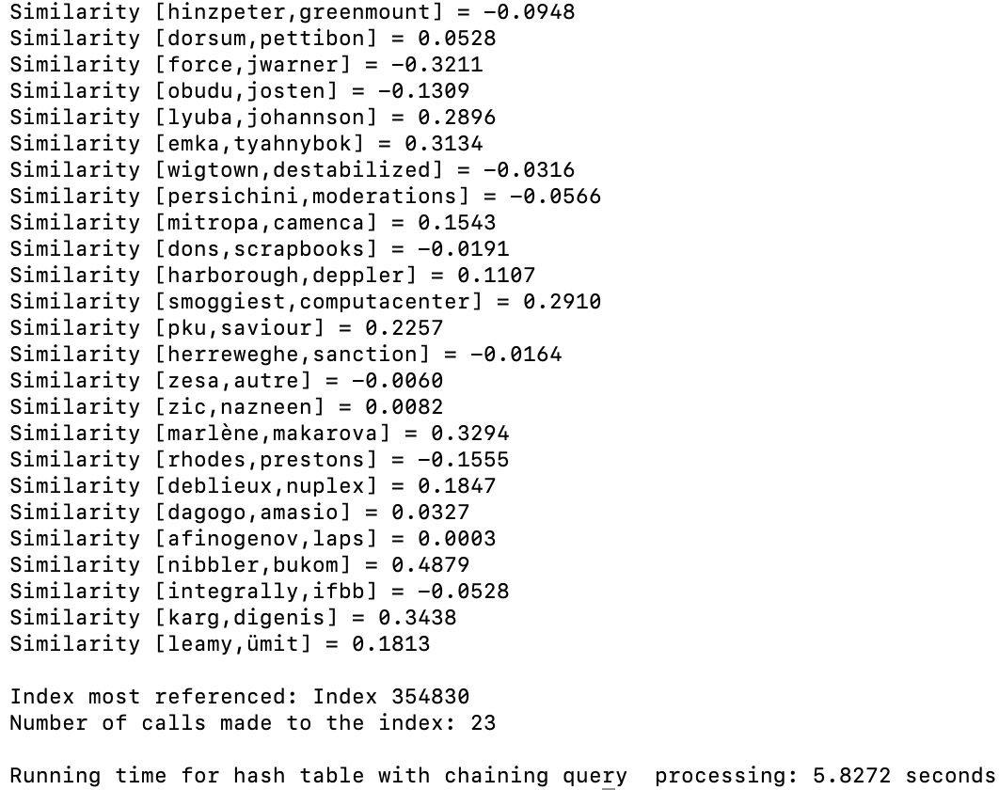 Similarity [hinzpeter,greenmount] = -0.0948
Similarity [dorsum,pettibon] = 0.0528
Similarity [force,jwarner] = -0.3211
Similarity [obudu,josten] = -0.1309
Similarity [lyuba,johannson] = 0.2896
Similarity [emka,tyahnybok] = 0.3134
Similarity [wigtown,destabilized] = -0.0316
Similarity [persichini,moderations] = -0.0566
Similarity [mitropa,camenca] = 0.1543
Similarity [dons,scrapbooks] = -0.0191
Similarity [harborough,deppler] = 0.1107
Similarity [smoggiest,computacenter] = 0.2910
Similarity [pku,saviour] = 0.2257
Similarity [herreweghe,sanction] = -0.0164
Similarity [zesa,autre] = -0.0060
Similarity [zic,nazneen] = 0.0082
Similarity [marlène,makarova] = 0.3294
Similarity [rhodes,prestons] = -0.1555
Similarity [deblieux,nuplex] = 0.1847
Similarity [dagogo,amasio] = 0.0327
Similarity [afinogenov,laps] = 0.0003
Similarity [nibbler,bukom] = 0.4879
Similarity [integrally,ifbb] = -0.0528
Similarity [karg,digenis] = 0.3438
Similarity [leamy,ümit] = 0.1813
Index most referenced: Index 354830
Number of calls made to the index: 23
Running time for hash table with chaining query  processing: 5.8272 seconds